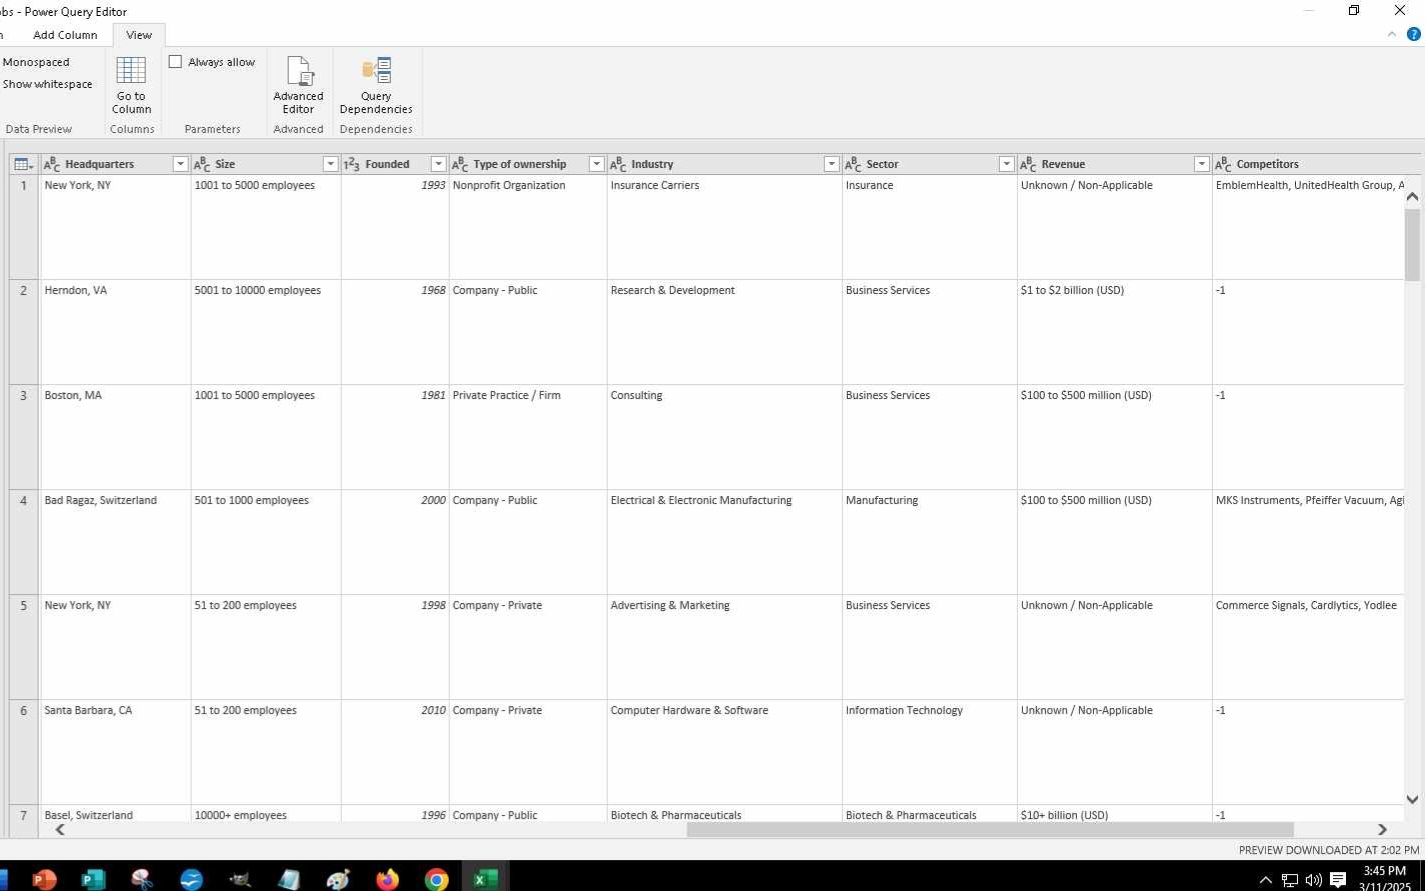 obs - Power Query Editor
Add Column View
Monospaced
Show whitespace
Data Preview
Go to
Column
Columns
Always allow
Parameters
Advanced
Editor
Advanced
Query
Dependencies
Dependencies
Headquarters Size Founded Type of ownership Industry Sector Revenue Competitors
1 New York, NY 1001 to 5000 employees 1993 Nonprofit Organization Insurance Carriers Insurance Unknown / Non-Applicable EmblemHealth, UnitedHealth Group, A
2 Herndon, VA 5001 to 10000 employees 1968 Company - Public Research & Development Business Services $1 to $2 billion (USD) -1
3 Boston, MA 1001 to 5000 employees 1981 Private Practice / Firm Consulting Business Services $100 to $500 million (USD) -1
4 Bad Ragaz, Switzerland 501 to 1000 employees 2000 Company - Public Electrical & Electronic Manufacturing Manufacturing $100 to $500 million (USD) MKS Instruments, Pfeiffer Vacuum, Agi
5 New York, NY 51 to 200 employees 1998 Company - Private Advertising & Marketing Business Services Unknown / Non-Applicable Commerce Signals, Cardlytics, Yodlee
6 Santa Barbara, CA 51 to 200 employees 2010 Company - Private Computer Hardware & Software Information Technology Unknown / Non-Applicable -1
7 Basel, Switzerland 10000+ employees 1996 Company - Public Biotech & Pharmaceuticals Biotech & Pharmaceuticals $10+ billion (USD) -1
PREVIEW DOWNLOADED AT 2:02 PM
3:45 PM
3/11/2025